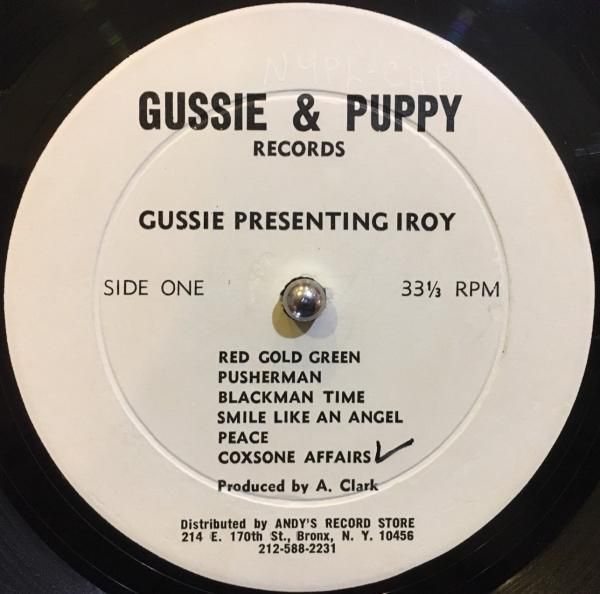 NYPL-CHP
GUSSIE & PUPPY
RECORDS
GUSSIE PRESENTING IROY
SIDE ONE 33⅓ RPM
RED GOLD GREEN
PUSHERMAN
BLACKMAN TIME
SMILE LIKE AN ANGEL
PEACE
COXSONE AFFAIRS
Produced by A. Clark
Distributed by ANDY'S RECORD STORE
214 E. 170th St., Bronx, N. Y. 10456
212-588-2231